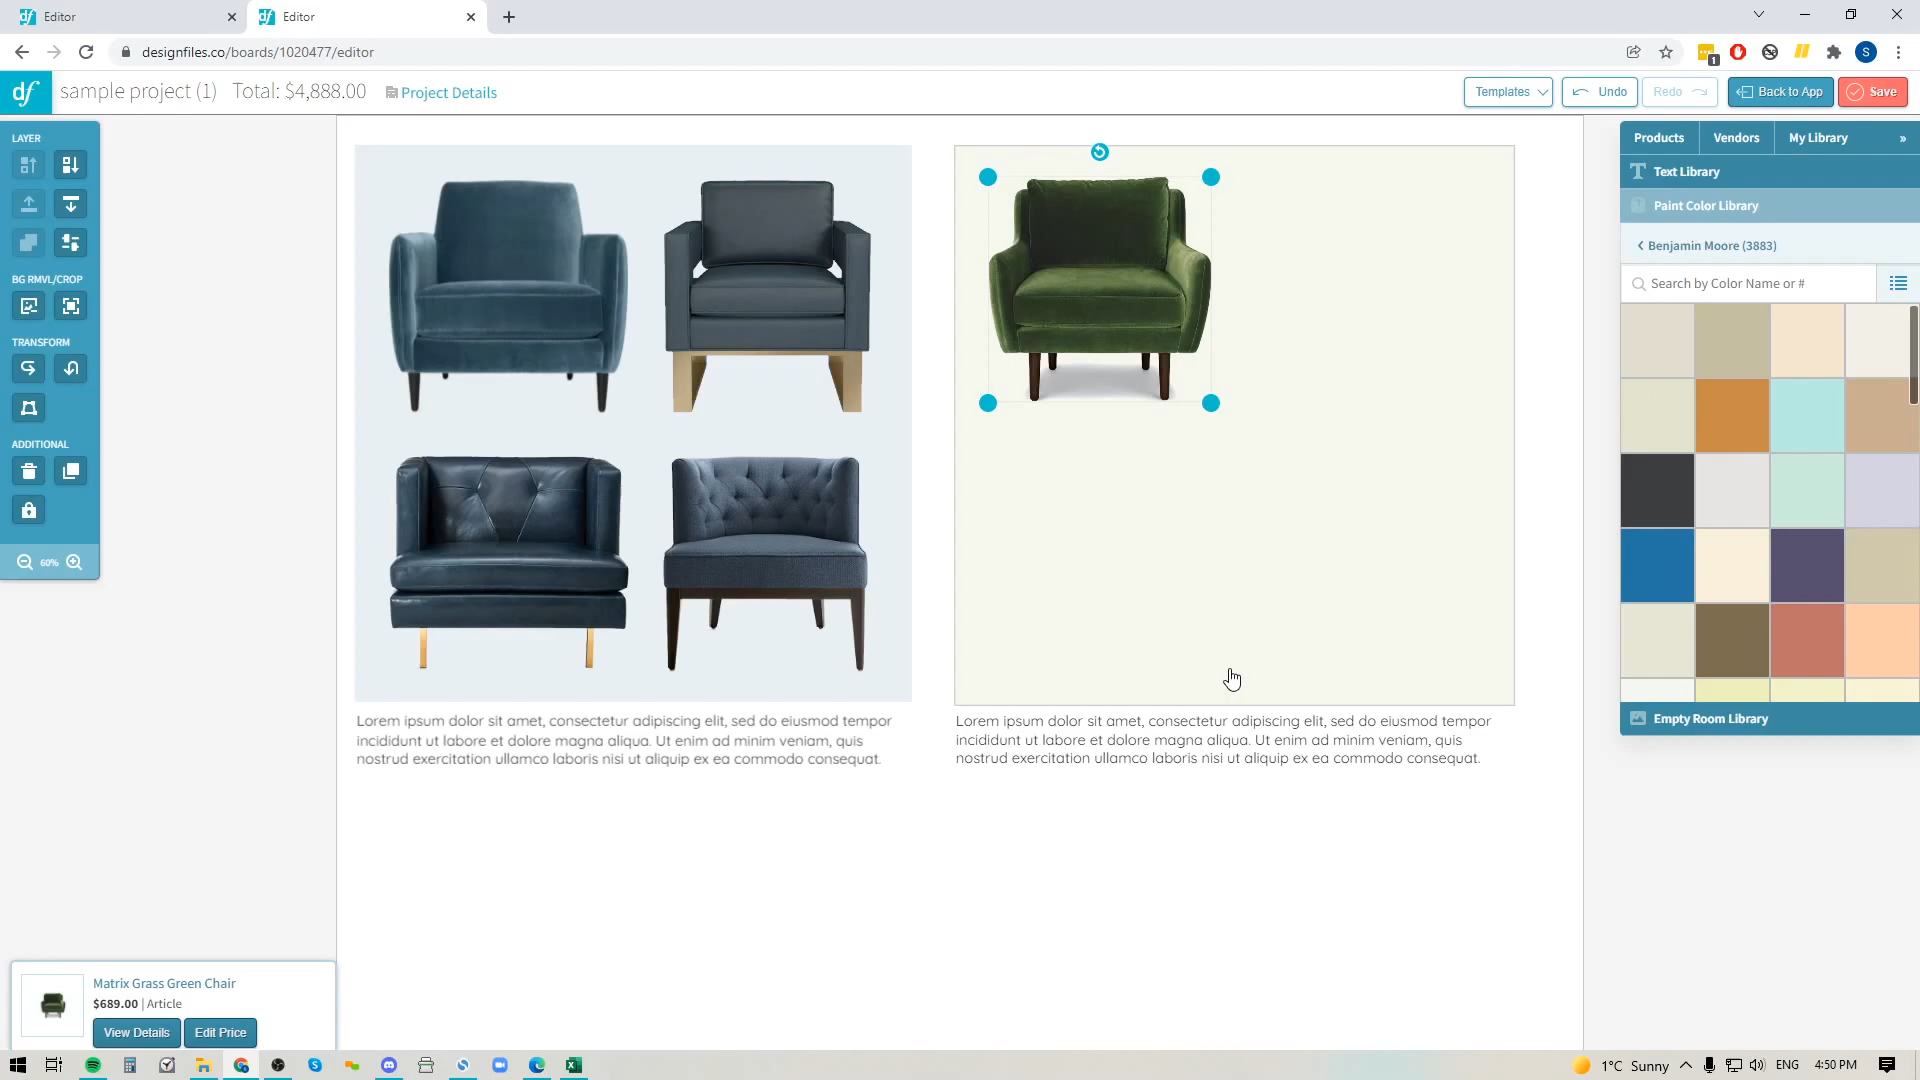 Editor
Editor
designfiles.co/boards/1020477/editor
1
S
df
sample project (1) Total: $4,888.00 Project Details
Templates
Undo
Redo
Back to App
Save
LAYER
BG RMVL/CROP
TRANSFORM
ADDITIONAL
60%
Products
Vendors
My Library
»
Text Library
Paint Color Library
Benjamin Moore (3883)
Search by Color Name or #
Empty Room Library
Lorem ipsum dolor sit amet, consectetur adipiscing elit, sed do eiusmod tempor
incididunt ut labore et dolore magna aliqua. Ut enim ad minim veniam, quis
nostrud exercitation ullamco laboris nisi ut aliquip ex ea commodo consequat.
Lorem ipsum dolor sit amet, consectetur adipiscing elit, sed do eiusmod tempor
incididunt ut labore et dolore magna aliqua. Ut enim ad minim veniam, quis
nostrud exercitation ullamco laboris nisi ut aliquip ex ea commodo consequat.
Matrix Grass Green Chair
$689.00 | Article
View Details
Edit Price
1°C Sunny
ENG
4:50 PM